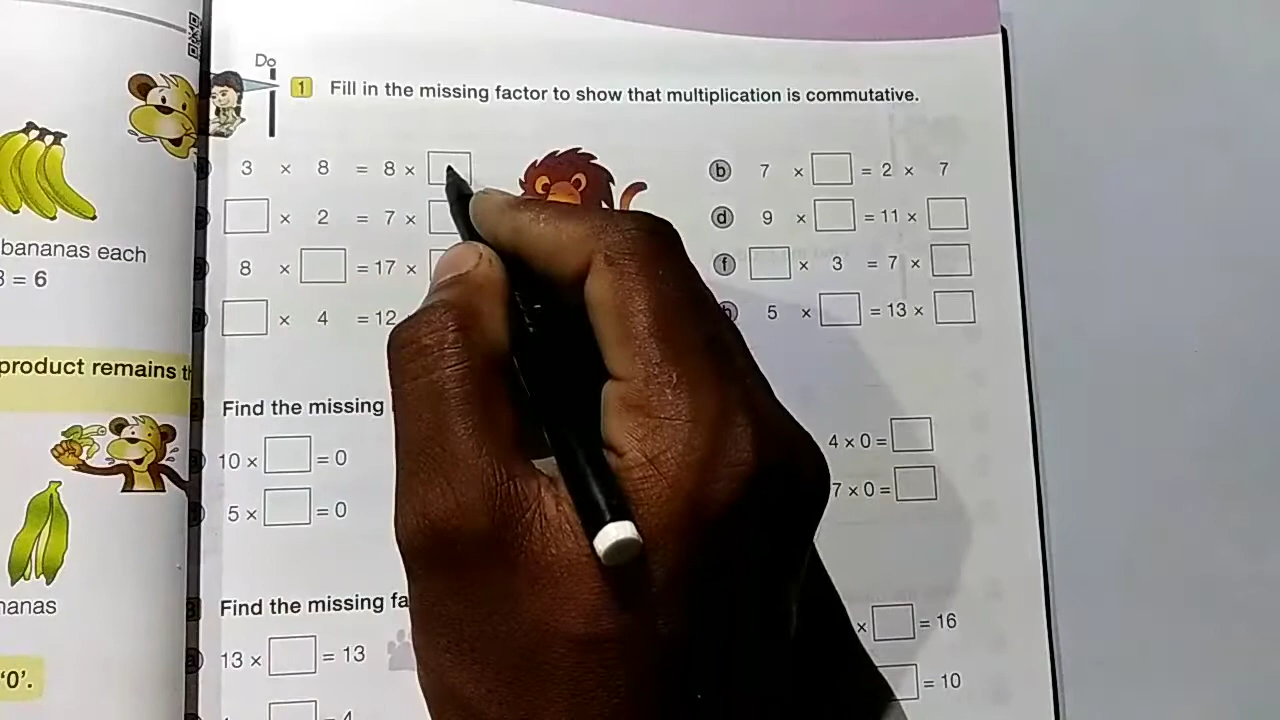 Do
1 Fill in the missing factor to show that multiplication is commutative.
3 × 8 = 8 ×
b 7 × = 2 × 7
× 2 = 7 ×
d 9 × = 11 ×
8 × = 17 ×
f × 3 = 7 ×
× 4 = 12
5 × = 13 ×
bananas each
= 6
product remains
Find the missing
10 × = 0
4 × 0 =
5 × = 0
7 × 0 =
Find the missing fa
× = 16
13 × = 13
= 10
'0'.